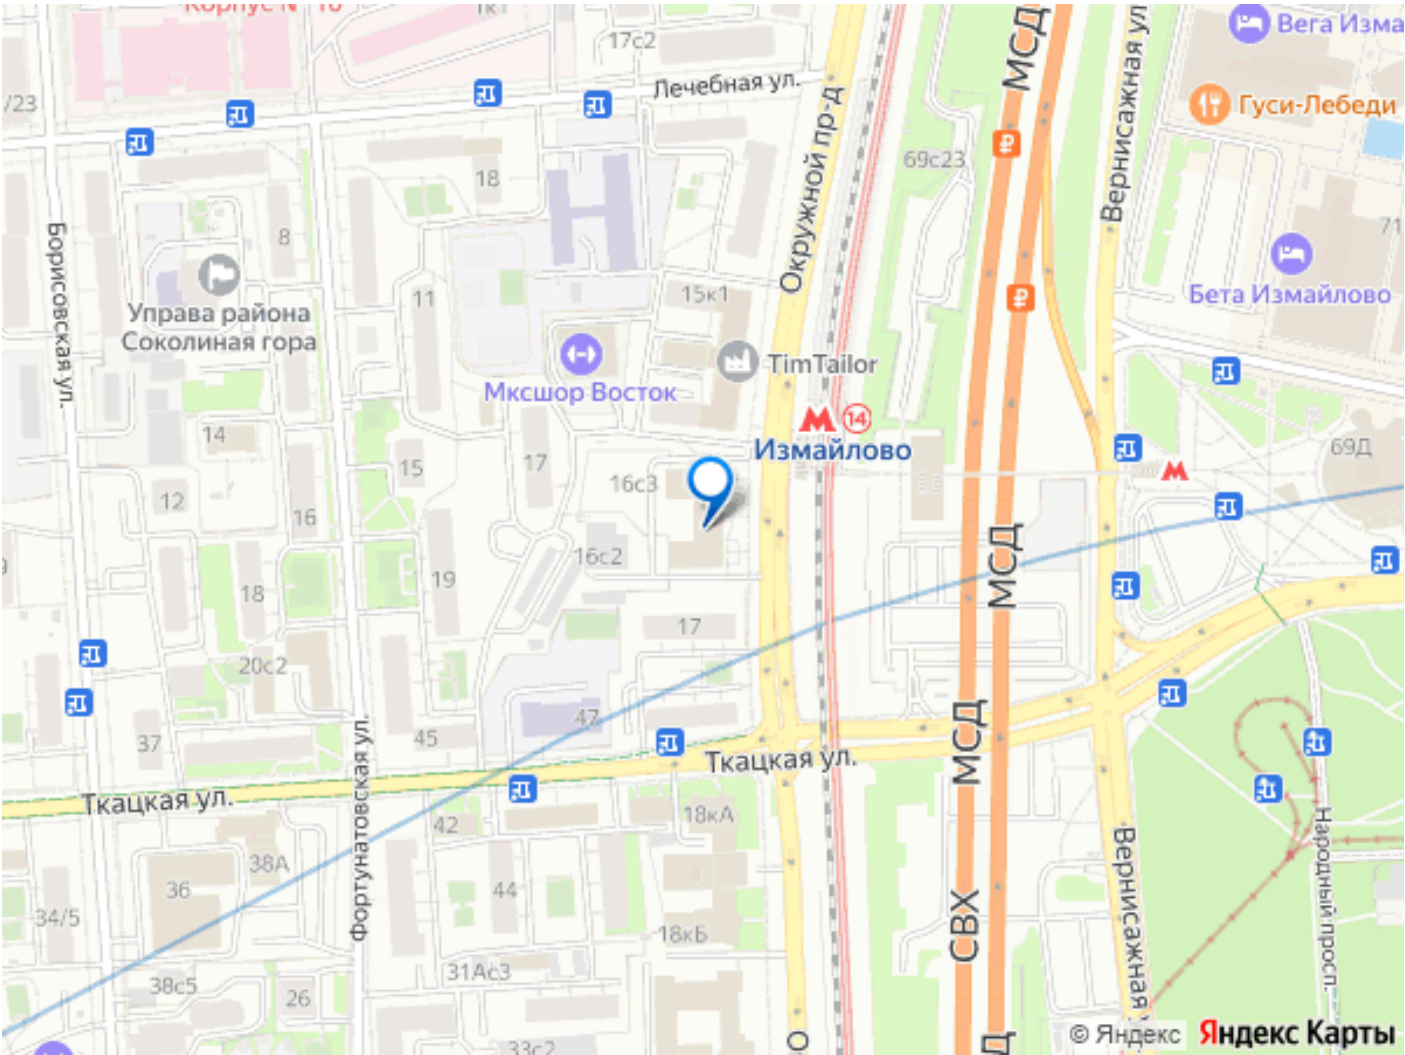 1к1
17с2
Вега Изма
Лечебная ул.
Гуси-Лебеди
/23
МСД
Вернисажная ул
Окружной пр-д
69с23
18
8
71
Борисовская ул.
Управа района
Соколиная гора
11
15к1
Бета Измайлово
Мксшор Восток
TimTailor
14
Измайлово
14
15
17
16с3
69Д
12
16
16с2
МСД
18
19
17
20с2
47
37
45
Фортунатовская ул.
МСД
Ткацкая ул.
Ткацкая ул.
42
18кА
Народный просп.
38А
36
44
34/5
Вернисажная
СВХ
18кБ
31Ас3
38с5
26
33с2
© Яндекс
Яндекс Карты